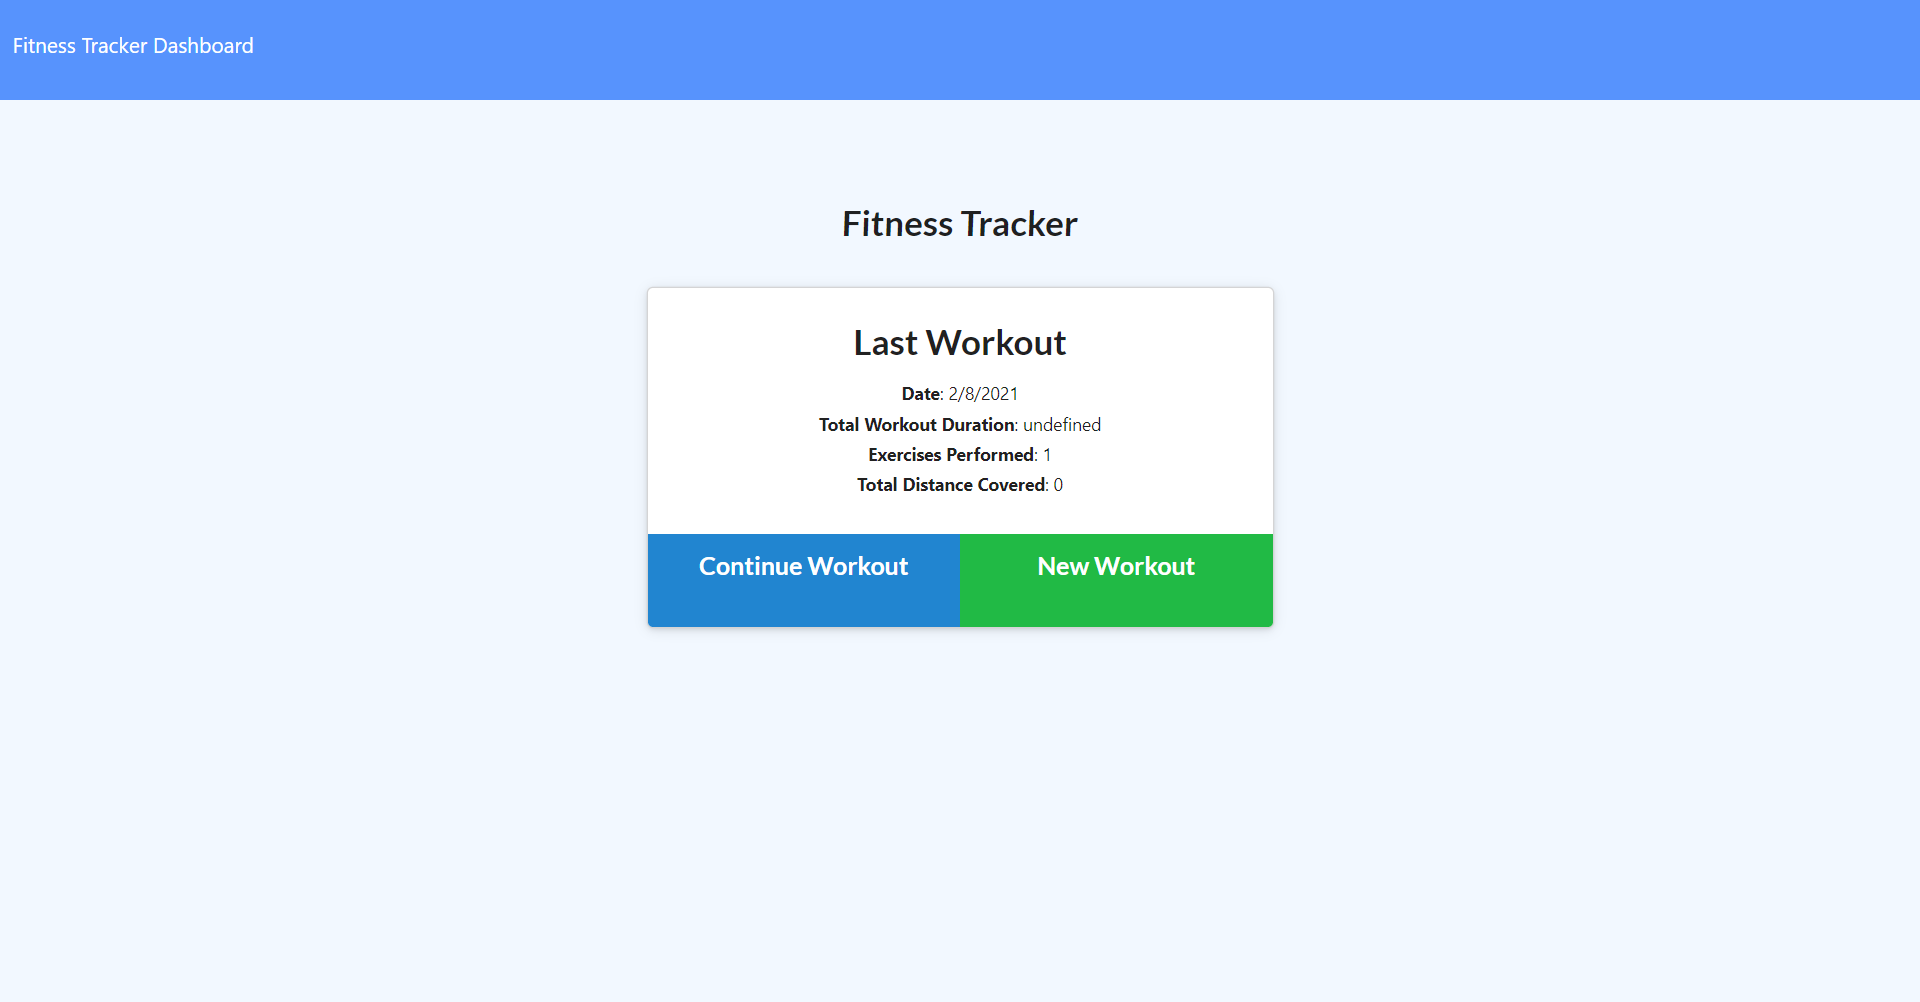 Fitness Tracker Dashboard
Fitness Tracker
Last Workout
Date: 2/8/2021
Total Workout Duration: undefined
Exercises Performed: 1
Total Distance Covered: 0
Continue Workout
New Workout